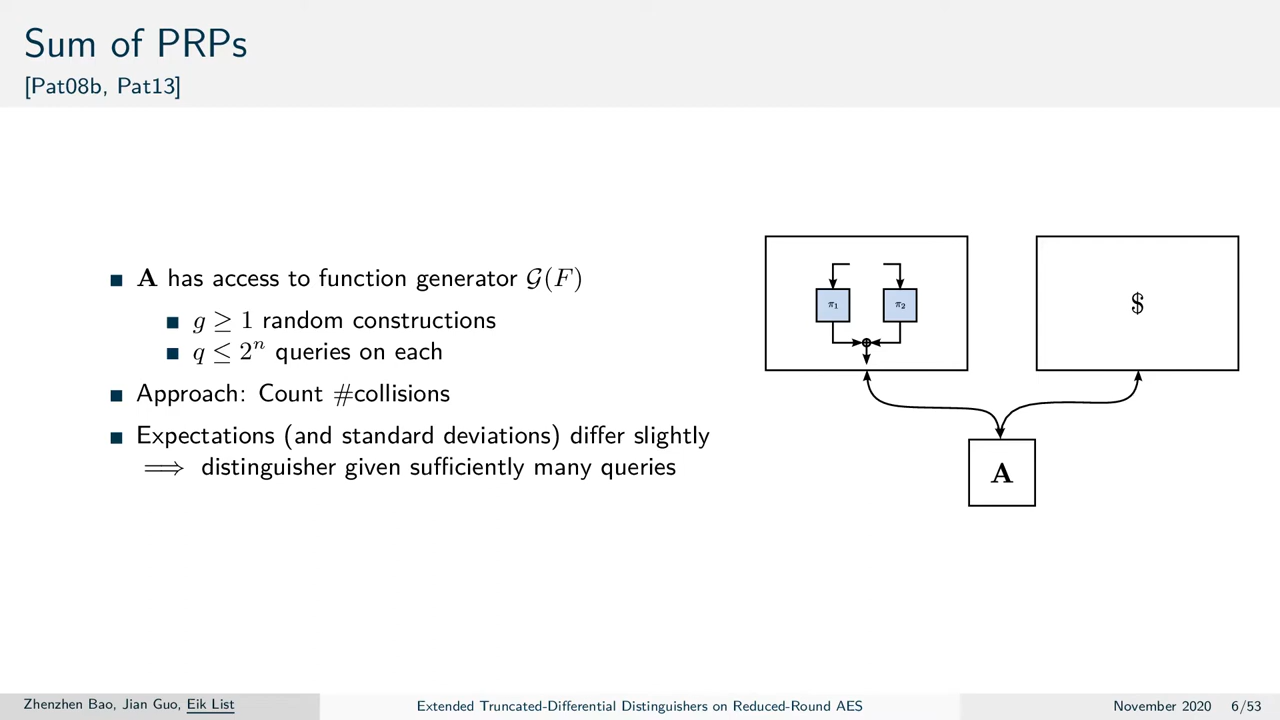 Sum of PRPs
[Pat08b, Pat13]
A has access to function generator 𝒢(F)
g ≥ 1 random constructions
q ≤ 2ⁿ queries on each
Approach: Count #collisions
Expectations (and standard deviations) differ slightly
⟹ distinguisher given sufficiently many queries
π₁ π₂
$
A
Zhenzhen Bao, Jian Guo, Eik List
Extended Truncated-Differential Distinguishers on Reduced-Round AES
November 2020 6/53